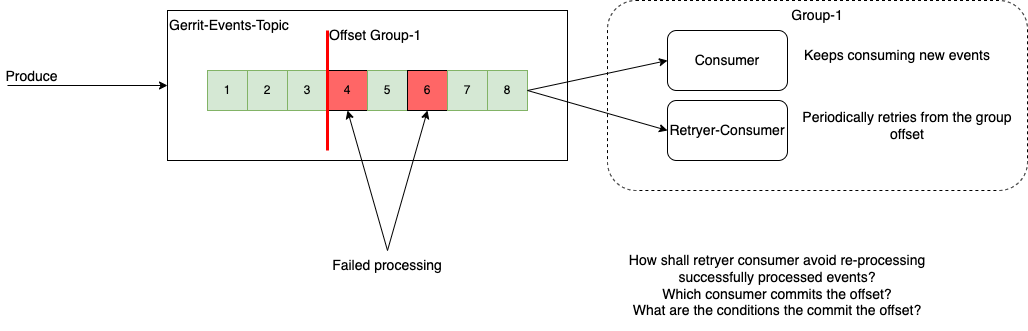 Gerrit-Events-Topic
Offset Group-1
Produce
1 2 3 4 5 6 7 8
Failed processing
Group-1
Consumer
Keeps consuming new events
Retryer-Consumer
Periodically retries from the group
offset
How shall retryer consumer avoid re-processing
successfully processed events?
Which consumer commits the offset?
What are the conditions the commit the offset?